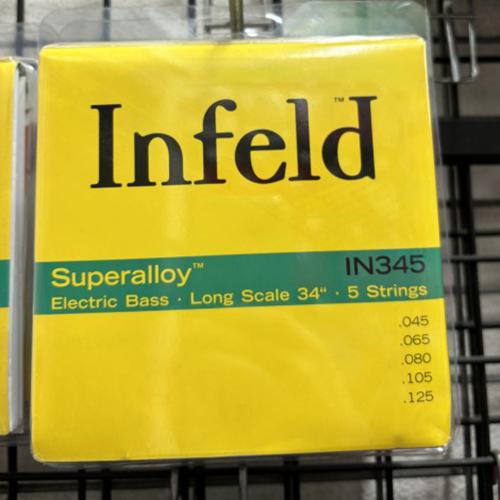 Infeld™
Superalloy™ IN345
Electric Bass · Long Scale 34“ · 5 Strings
.045
.065
.080
.105
.125